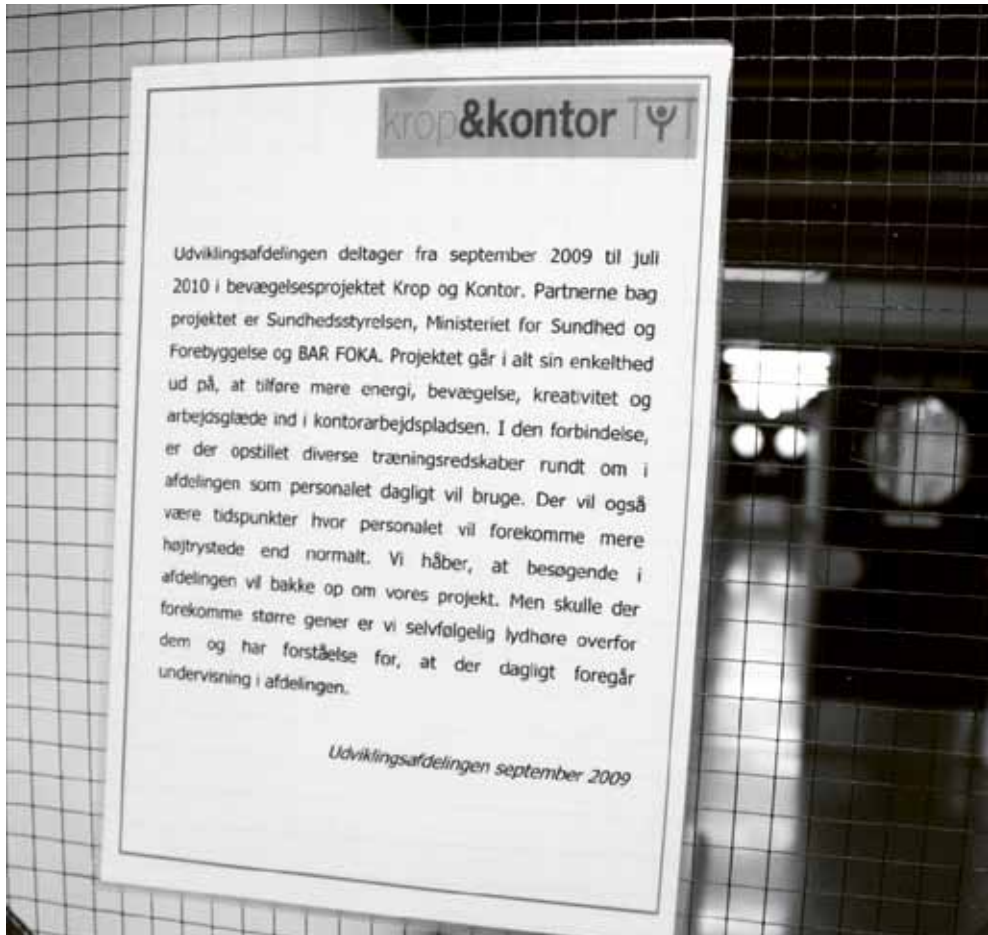 krop&kontor
Udviklingsafdelingen deltager fra september 2009 til juli
2010 i bevægelsesprojektet Krop og Kontor. Partnerne bag
projektet er Sundhedsstyrelsen, Ministeriet for Sundhed og
Forebyggelse og BAR FOKA. Projektet går i alt sin enkelthed
ud på, at tilføre mere energi, bevægelse, kreativitet og
arbejdsglæde ind i kontorarbejdspladsen. I den forbindelse,
er der opstillet diverse træningsredskaber rundt om i
afdelingen som personalet dagligt vil bruge. Der vil også
være tidspunkter hvor personalet vil forekomme mere
højtrystede end normalt. Vi håber, at besøgende i
afdelingen vil bakke op om vores projekt. Men skulle der
forekomme større gener er vi selvfølgelig lydhøre overfor
dem og har forståelse for, at der dagligt foregår
undervisning i afdelingen.
Udviklingsafdelingen september 2009